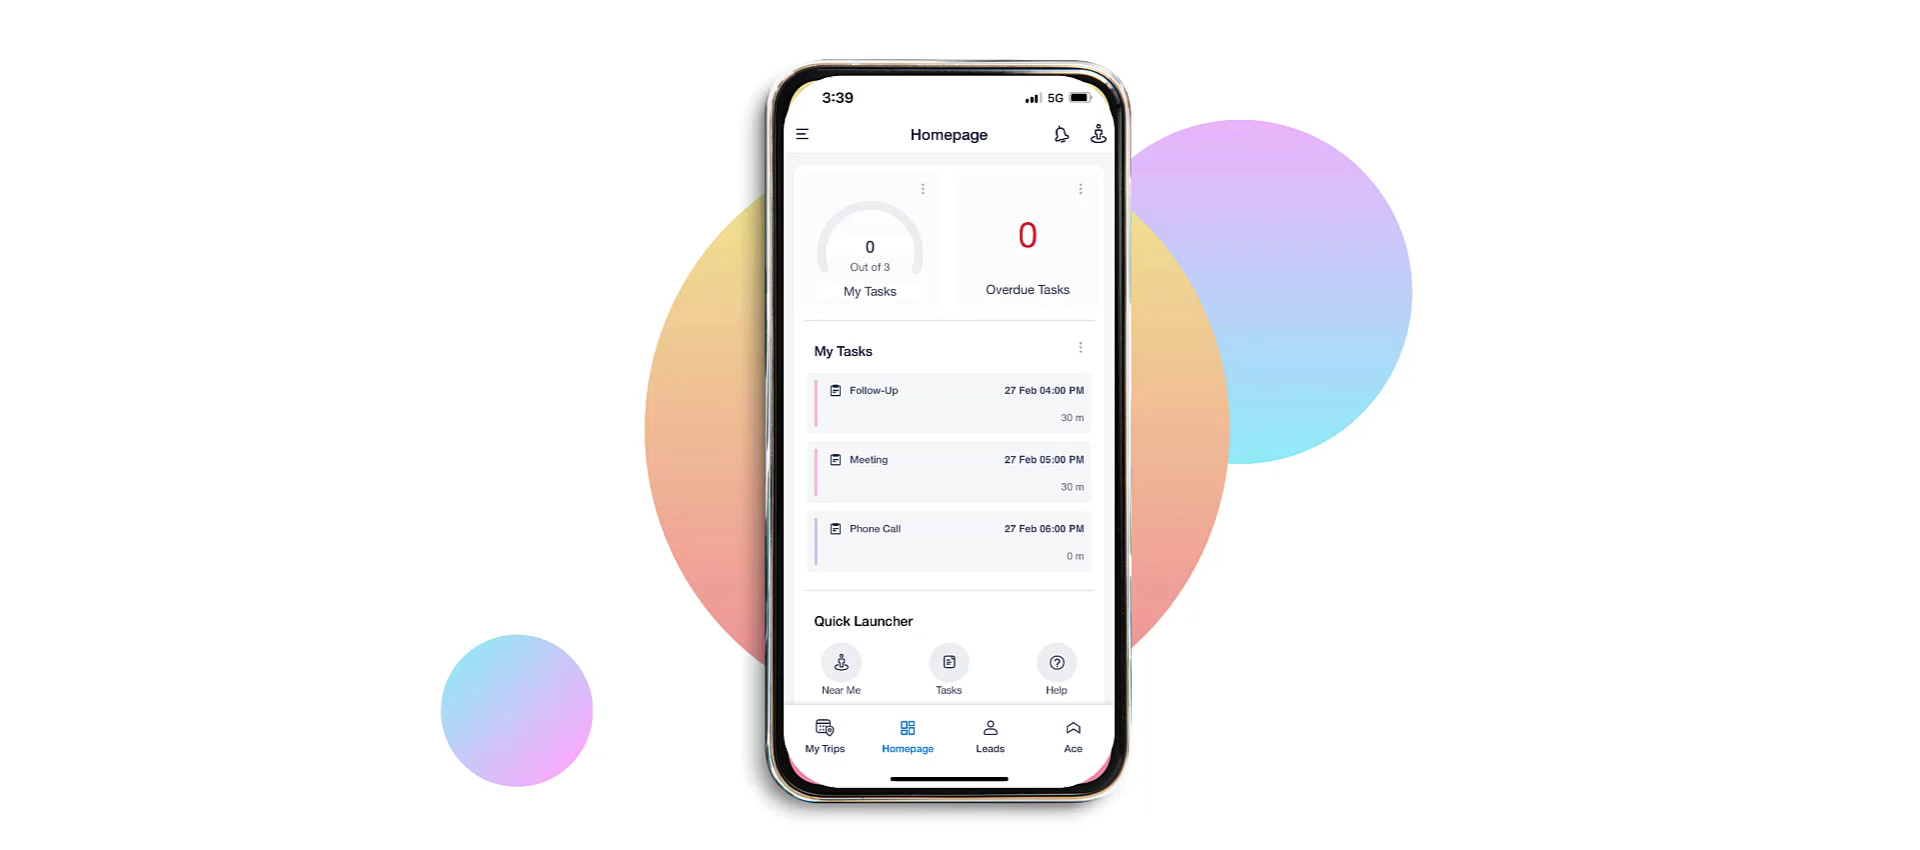 3:39 5G
Homepage
0
Out of 3
My Tasks
0
Overdue Tasks
My Tasks
Follow-Up 27 Feb 04:00 PM
30 m
Meeting 27 Feb 05:00 PM
30 m
Phone Call 27 Feb 06:00 PM
0 m
Quick Launcher
Near Me Tasks Help
My Trips Homepage Leads Ace